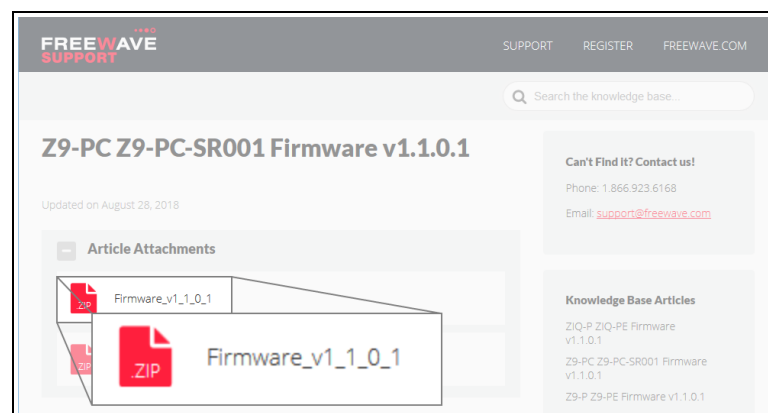 FREEWAVE
SUPPORT
SUPPORT REGISTER FREEWAVE.COM
Search the knowledge base...
Z9-PC Z9-PC-SR001 Firmware v1.1.0.1
Updated on August 28, 2018
Article Attachments
.ZIP Firmware_v1_1_0_1
.ZIP Firmware_v1_1_0_1
Can't Find It? Contact us!
Phone: 1.866.923.6168
Email: support@freewave.com
Knowledge Base Articles
ZIQ-P ZIQ-PE Firmware
v1.1.0.1
Z9-PC Z9-PC-SR001 Firmware
v1.1.0.1
Z9-P Z9-PE Firmware v1.1.0.1